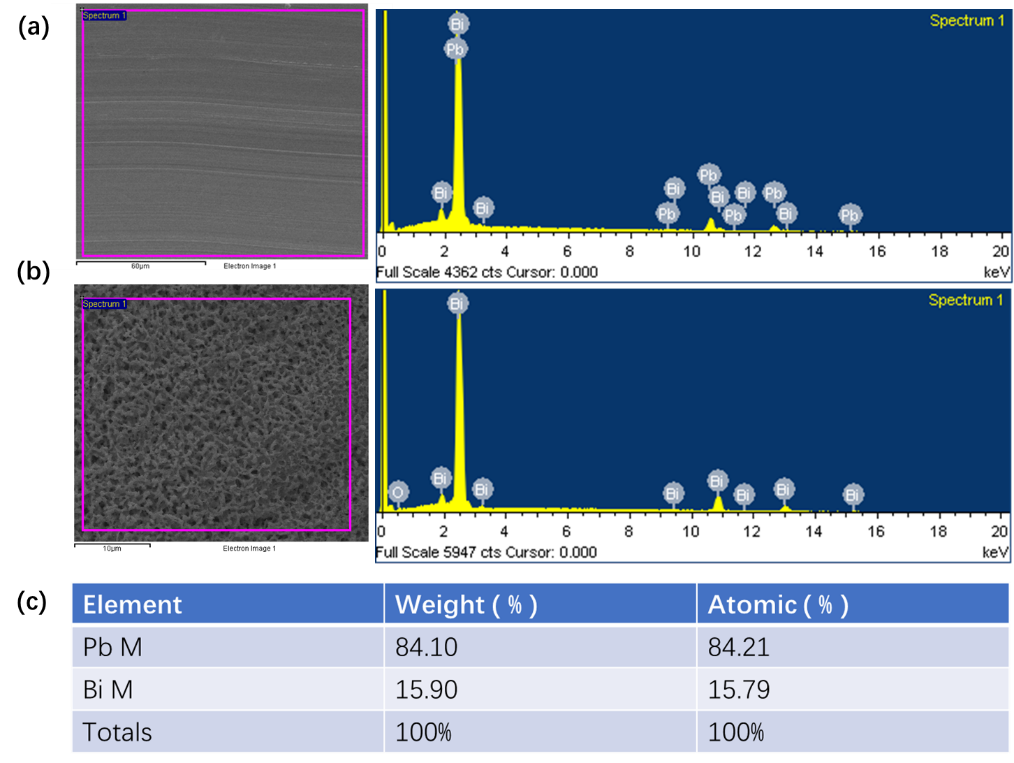 (a)
Spectrum 1
60μm
Electron Image 1
Spectrum 1
Bi
Pb
Bi
Bi
Pb
Bi
Pb
Bi
Pb
Bi
Pb
Bi
Pb
0 2 4 6 8 10 12 14 16 18 20
Full Scale 4362 cts Cursor: 0.000
keV
(b)
Spectrum 1
10μm
Electron Image 1
Spectrum 1
Bi
O
Bi
Bi
Bi
Bi
Bi
Bi
Bi
0 2 4 6 8 10 12 14 16 18 20
Full Scale 5947 cts Cursor: 0.000
keV
(c)
Element Weight ( % ) Atomic ( % )
Pb M 84.10 84.21
Bi M 15.90 15.79
Totals 100% 100%